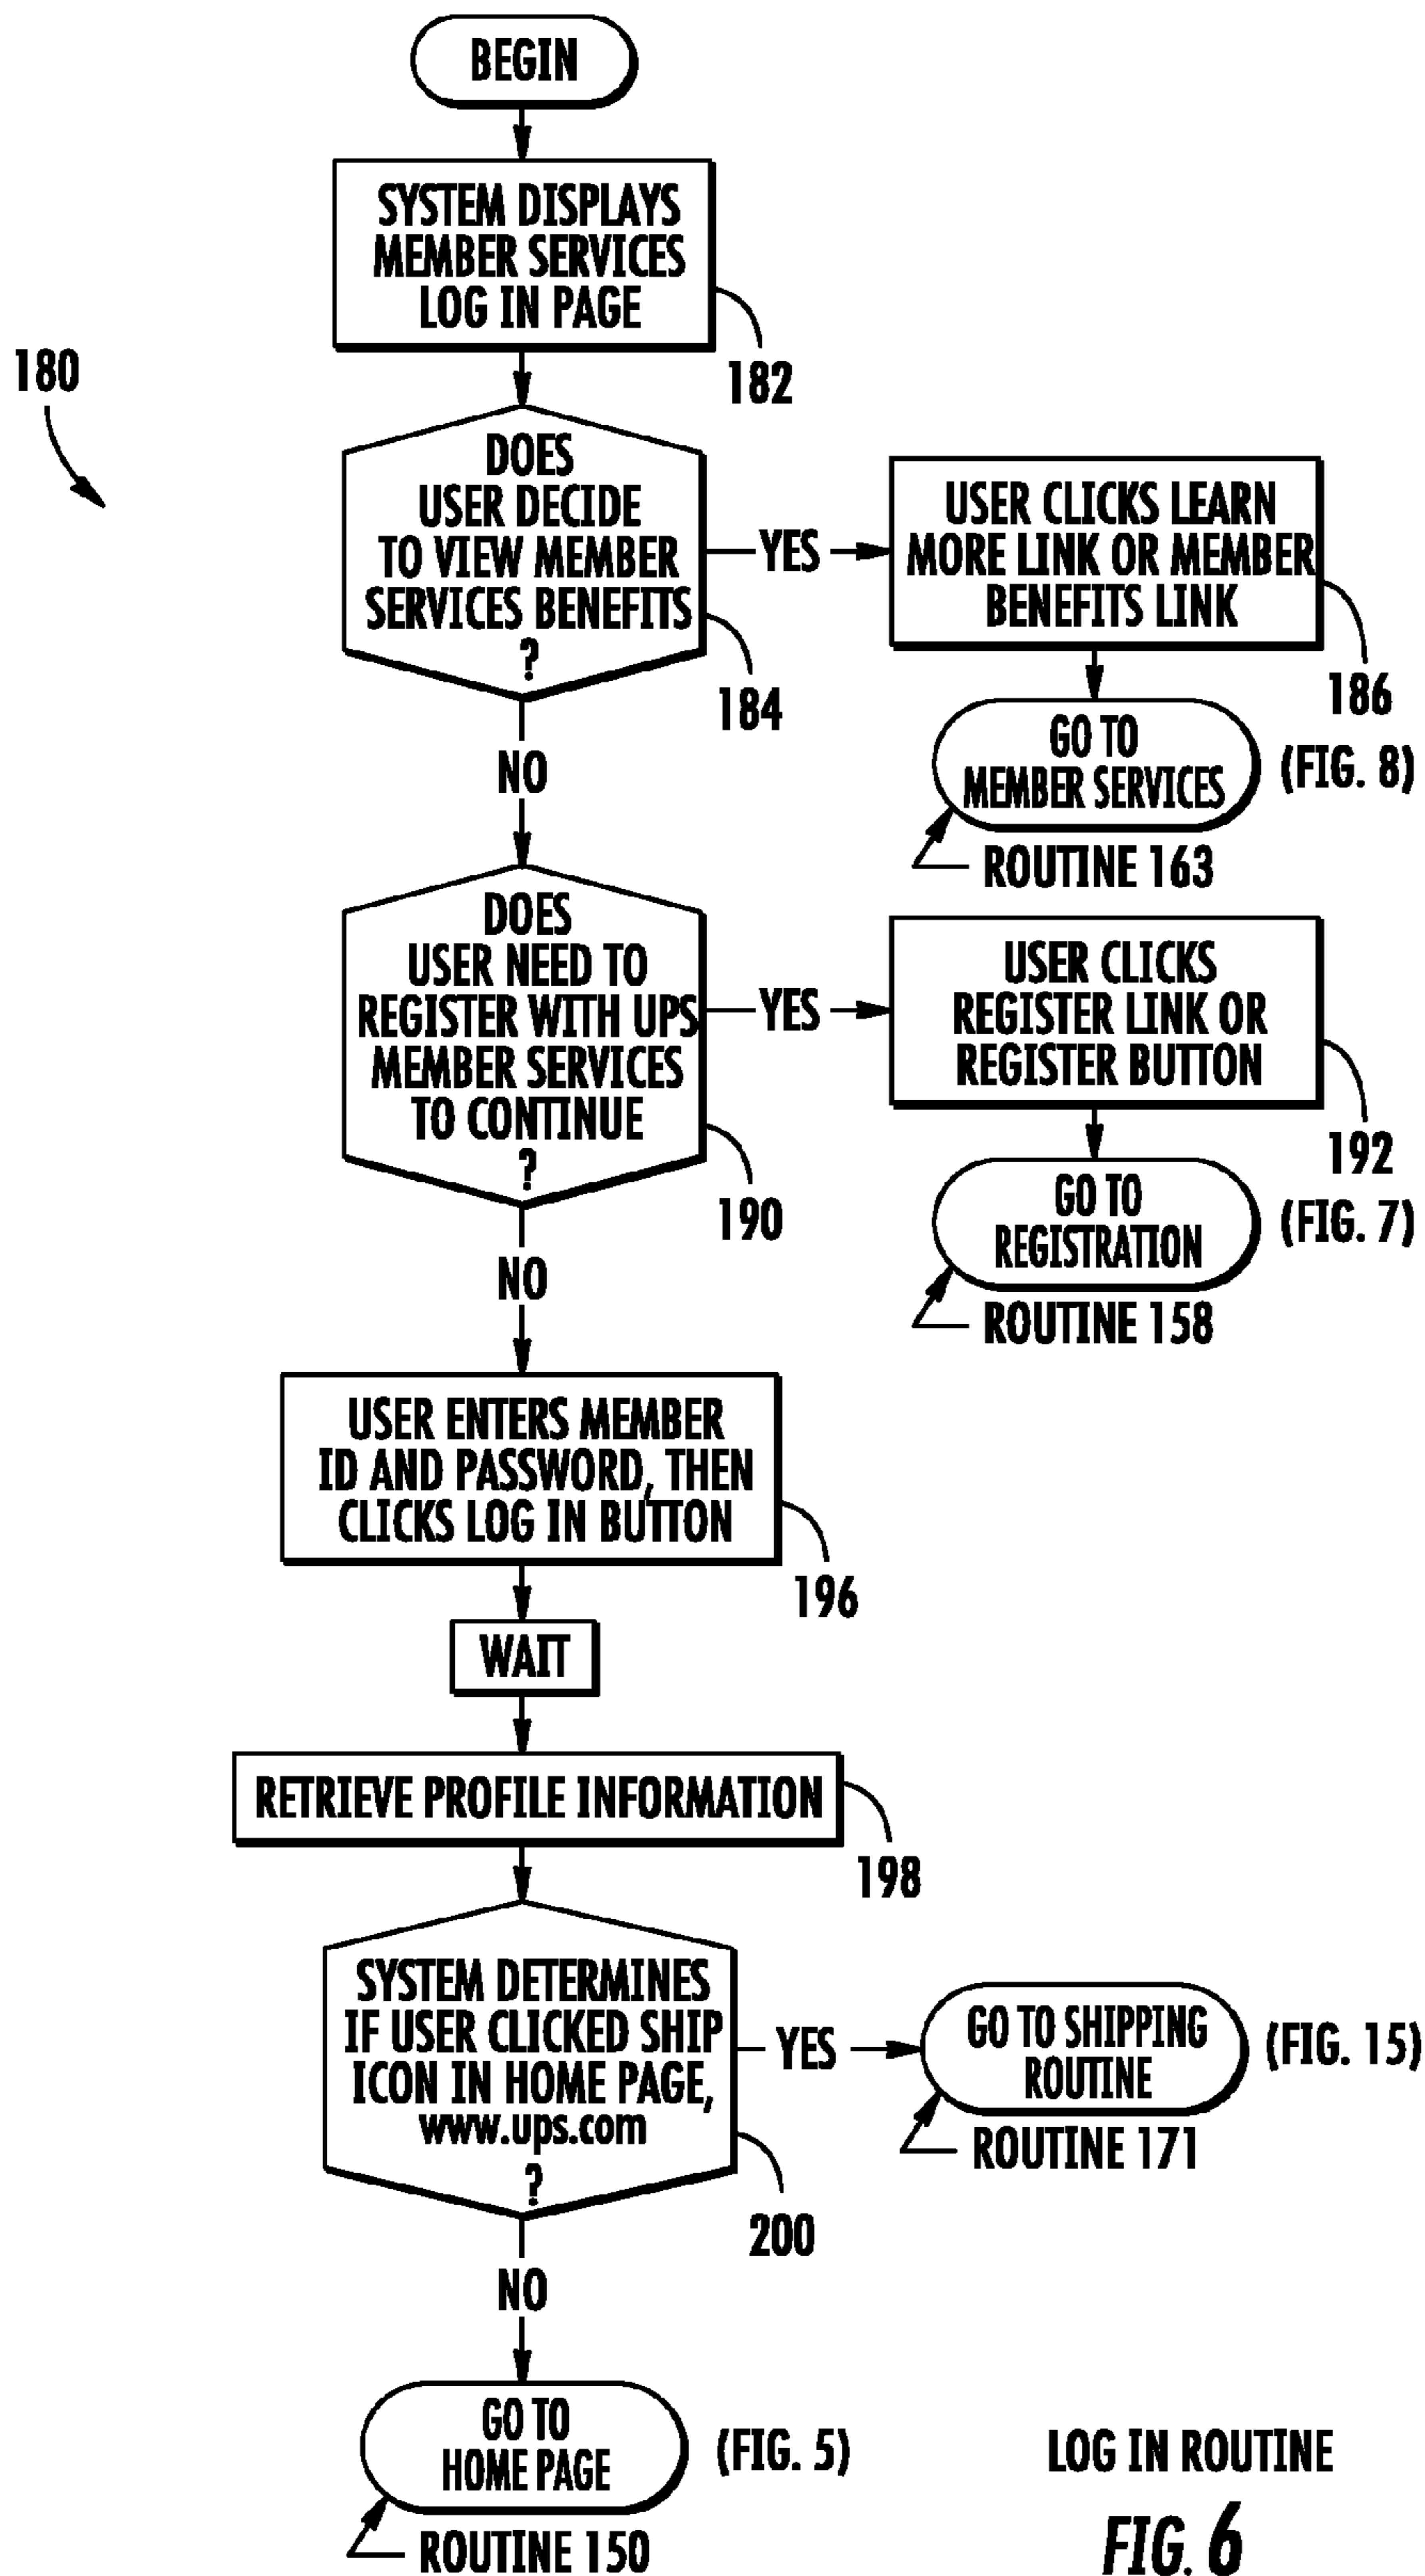 BEGIN
SYSTEM DISPLAYS
MEMBER SERVICES
LOG IN PAGE
182
180
DOES
USER DECIDE
TO VIEW MEMBER
SERVICES BENEFITS
?
184
YES
USER CLICKS LEARN
MORE LINK OR MEMBER
BENEFITS LINK
186
GO TO
MEMBER SERVICES
(FIG. 8)
ROUTINE 163
NO
DOES
USER NEED TO
REGISTER WITH UPS
MEMBER SERVICES
TO CONTINUE
?
190
YES
USER CLICKS
REGISTER LINK OR
REGISTER BUTTON
192
GO TO
REGISTRATION
(FIG. 7)
ROUTINE 158
NO
USER ENTERS MEMBER
ID AND PASSWORD, THEN
CLICKS LOG IN BUTTON
196
WAIT
RETRIEVE PROFILE INFORMATION
198
SYSTEM DETERMINES
IF USER CLICKED SHIP
ICON IN HOME PAGE,
www.ups.com
?
200
YES
GO TO SHIPPING
ROUTINE
(FIG. 15)
ROUTINE 171
NO
GO TO
HOME PAGE
(FIG. 5)
ROUTINE 150
LOG IN ROUTINE
FIG. 6